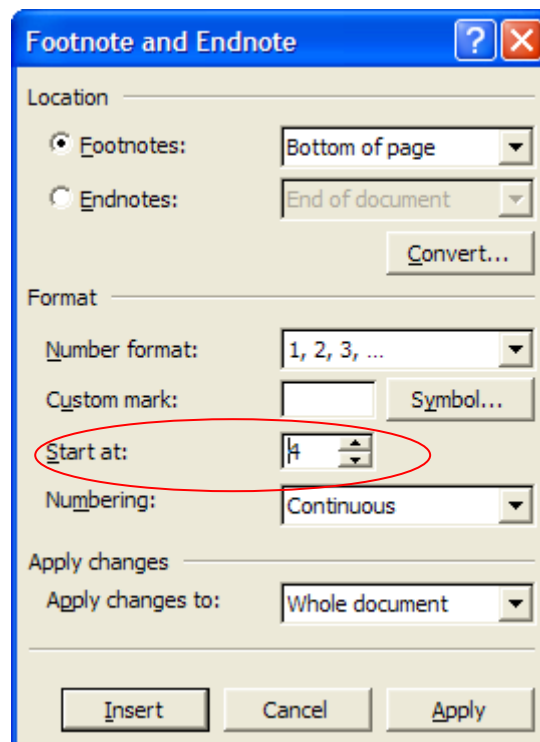 Footnote and Endnote ?
Location
Footnotes: Bottom of page
Endnotes: End of document
Convert...
Format
Number format: 1, 2, 3, ...
Custom mark: Symbol...
Start at: 4
Numbering: Continuous
Apply changes
Apply changes to: Whole document
Insert Cancel Apply